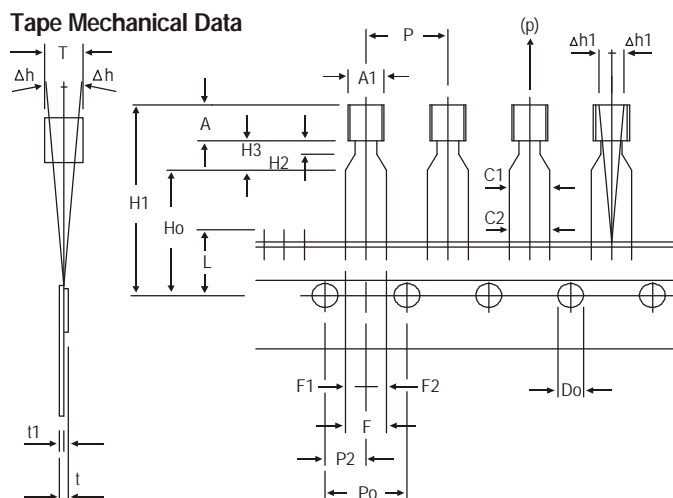 Tape Mechanical Data
T
Δh
Δh
P
(p)
Δh1
Δh1
A1
A
H3
H2
H1
Ho
L
C1
C2
F1
F2
F
Do
t1
t
P2
Po